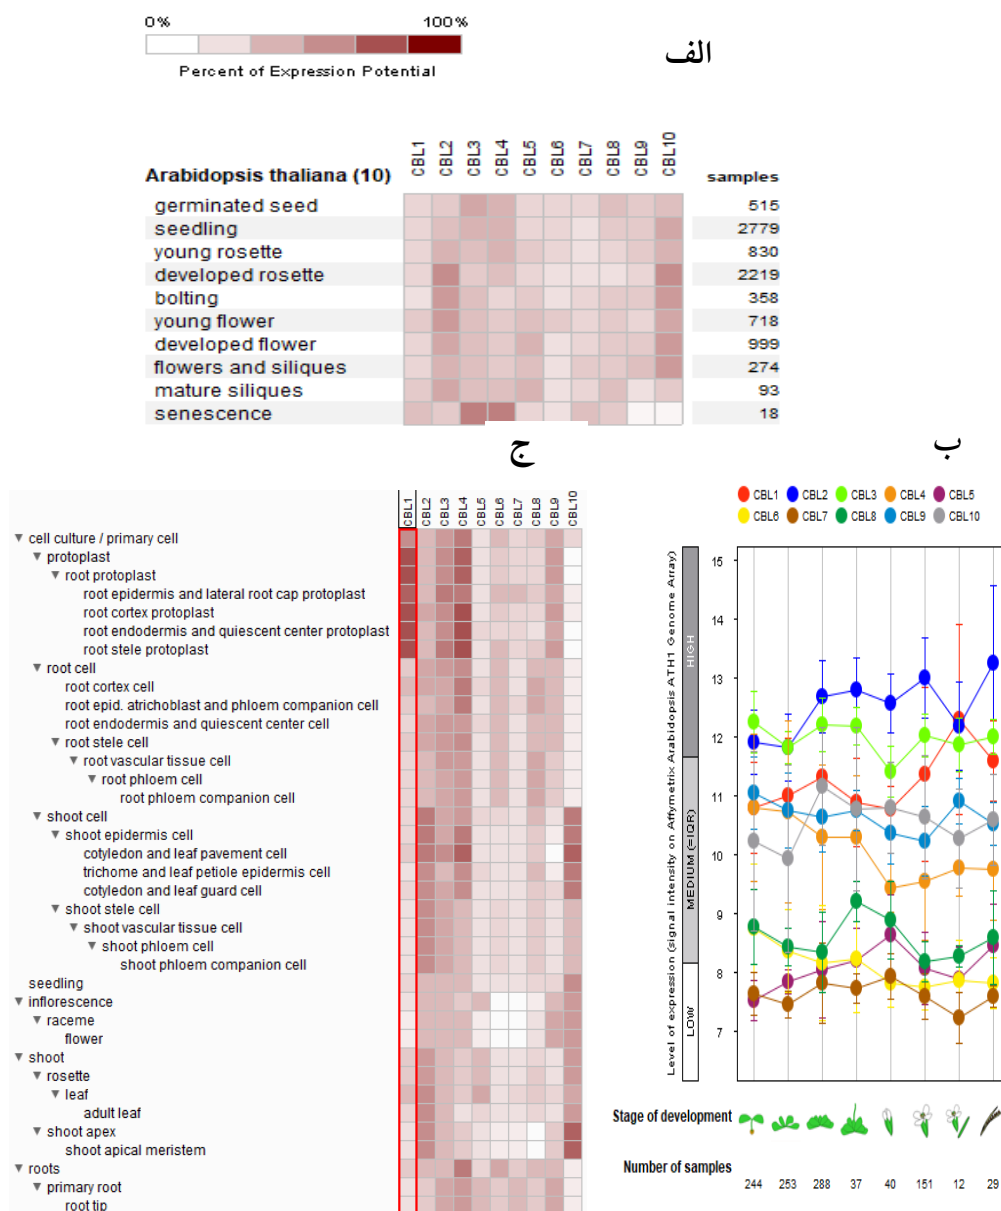 0% 100%
Percent of Expression Potential
الف
CBL1 CBL2 CBL3 CBL4 CBL5 CBL6 CBL7 CBL8 CBL9 CBL10
Arabidopsis thaliana (10) samples
germinated seed 515
seedling 2779
young rosette 830
developed rosette 2219
bolting 358
young flower 718
developed flower 999
flowers and siliques 274
mature siliques 93
senescence 18
ج
CBL1 CBL2 CBL3 CBL4 CBL5 CBL6 CBL7 CBL8 CBL9 CBL10
cell culture / primary cell
protoplast
root protoplast
root epidermis and lateral root cap protoplast
root cortex protoplast
root endodermis and quiescent center protoplast
root stele protoplast
root cell
root cortex cell
root epid. atrichoblast and phloem companion cell
root endodermis and quiescent center cell
root stele cell
root vascular tissue cell
root phloem cell
root phloem companion cell
shoot cell
shoot epidermis cell
cotyledon and leaf pavement cell
trichome and leaf petiole epidermis cell
cotyledon and leaf guard cell
shoot stele cell
shoot vascular tissue cell
shoot phloem cell
shoot phloem companion cell
seedling
inflorescence
raceme
flower
shoot
rosette
leaf
adult leaf
shoot apex
shoot apical meristem
roots
primary root
root tip
ب
CBL1 CBL2 CBL3 CBL4 CBL5
CBL6 CBL7 CBL8 CBL9 CBL10
Level of expression (signal intensity on Affymetrix Arabidopsis ATH1 Genome Array)
HIGH
MEDIUM (=IQR)
LOW
15
14
13
12
11
10
9
8
7
Stage of development
Number of samples
244 253 288 37 40 151 12 29